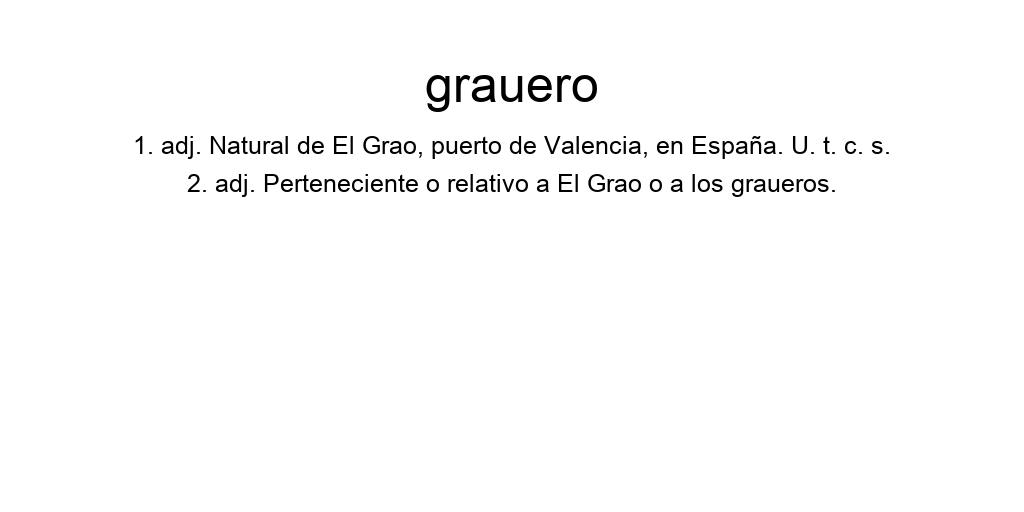 grauero
1. adj. Natural de El Grao, puerto de Valencia, en España. U. t. c. s.
2. adj. Perteneciente o relativo a El Grao o a los graueros.